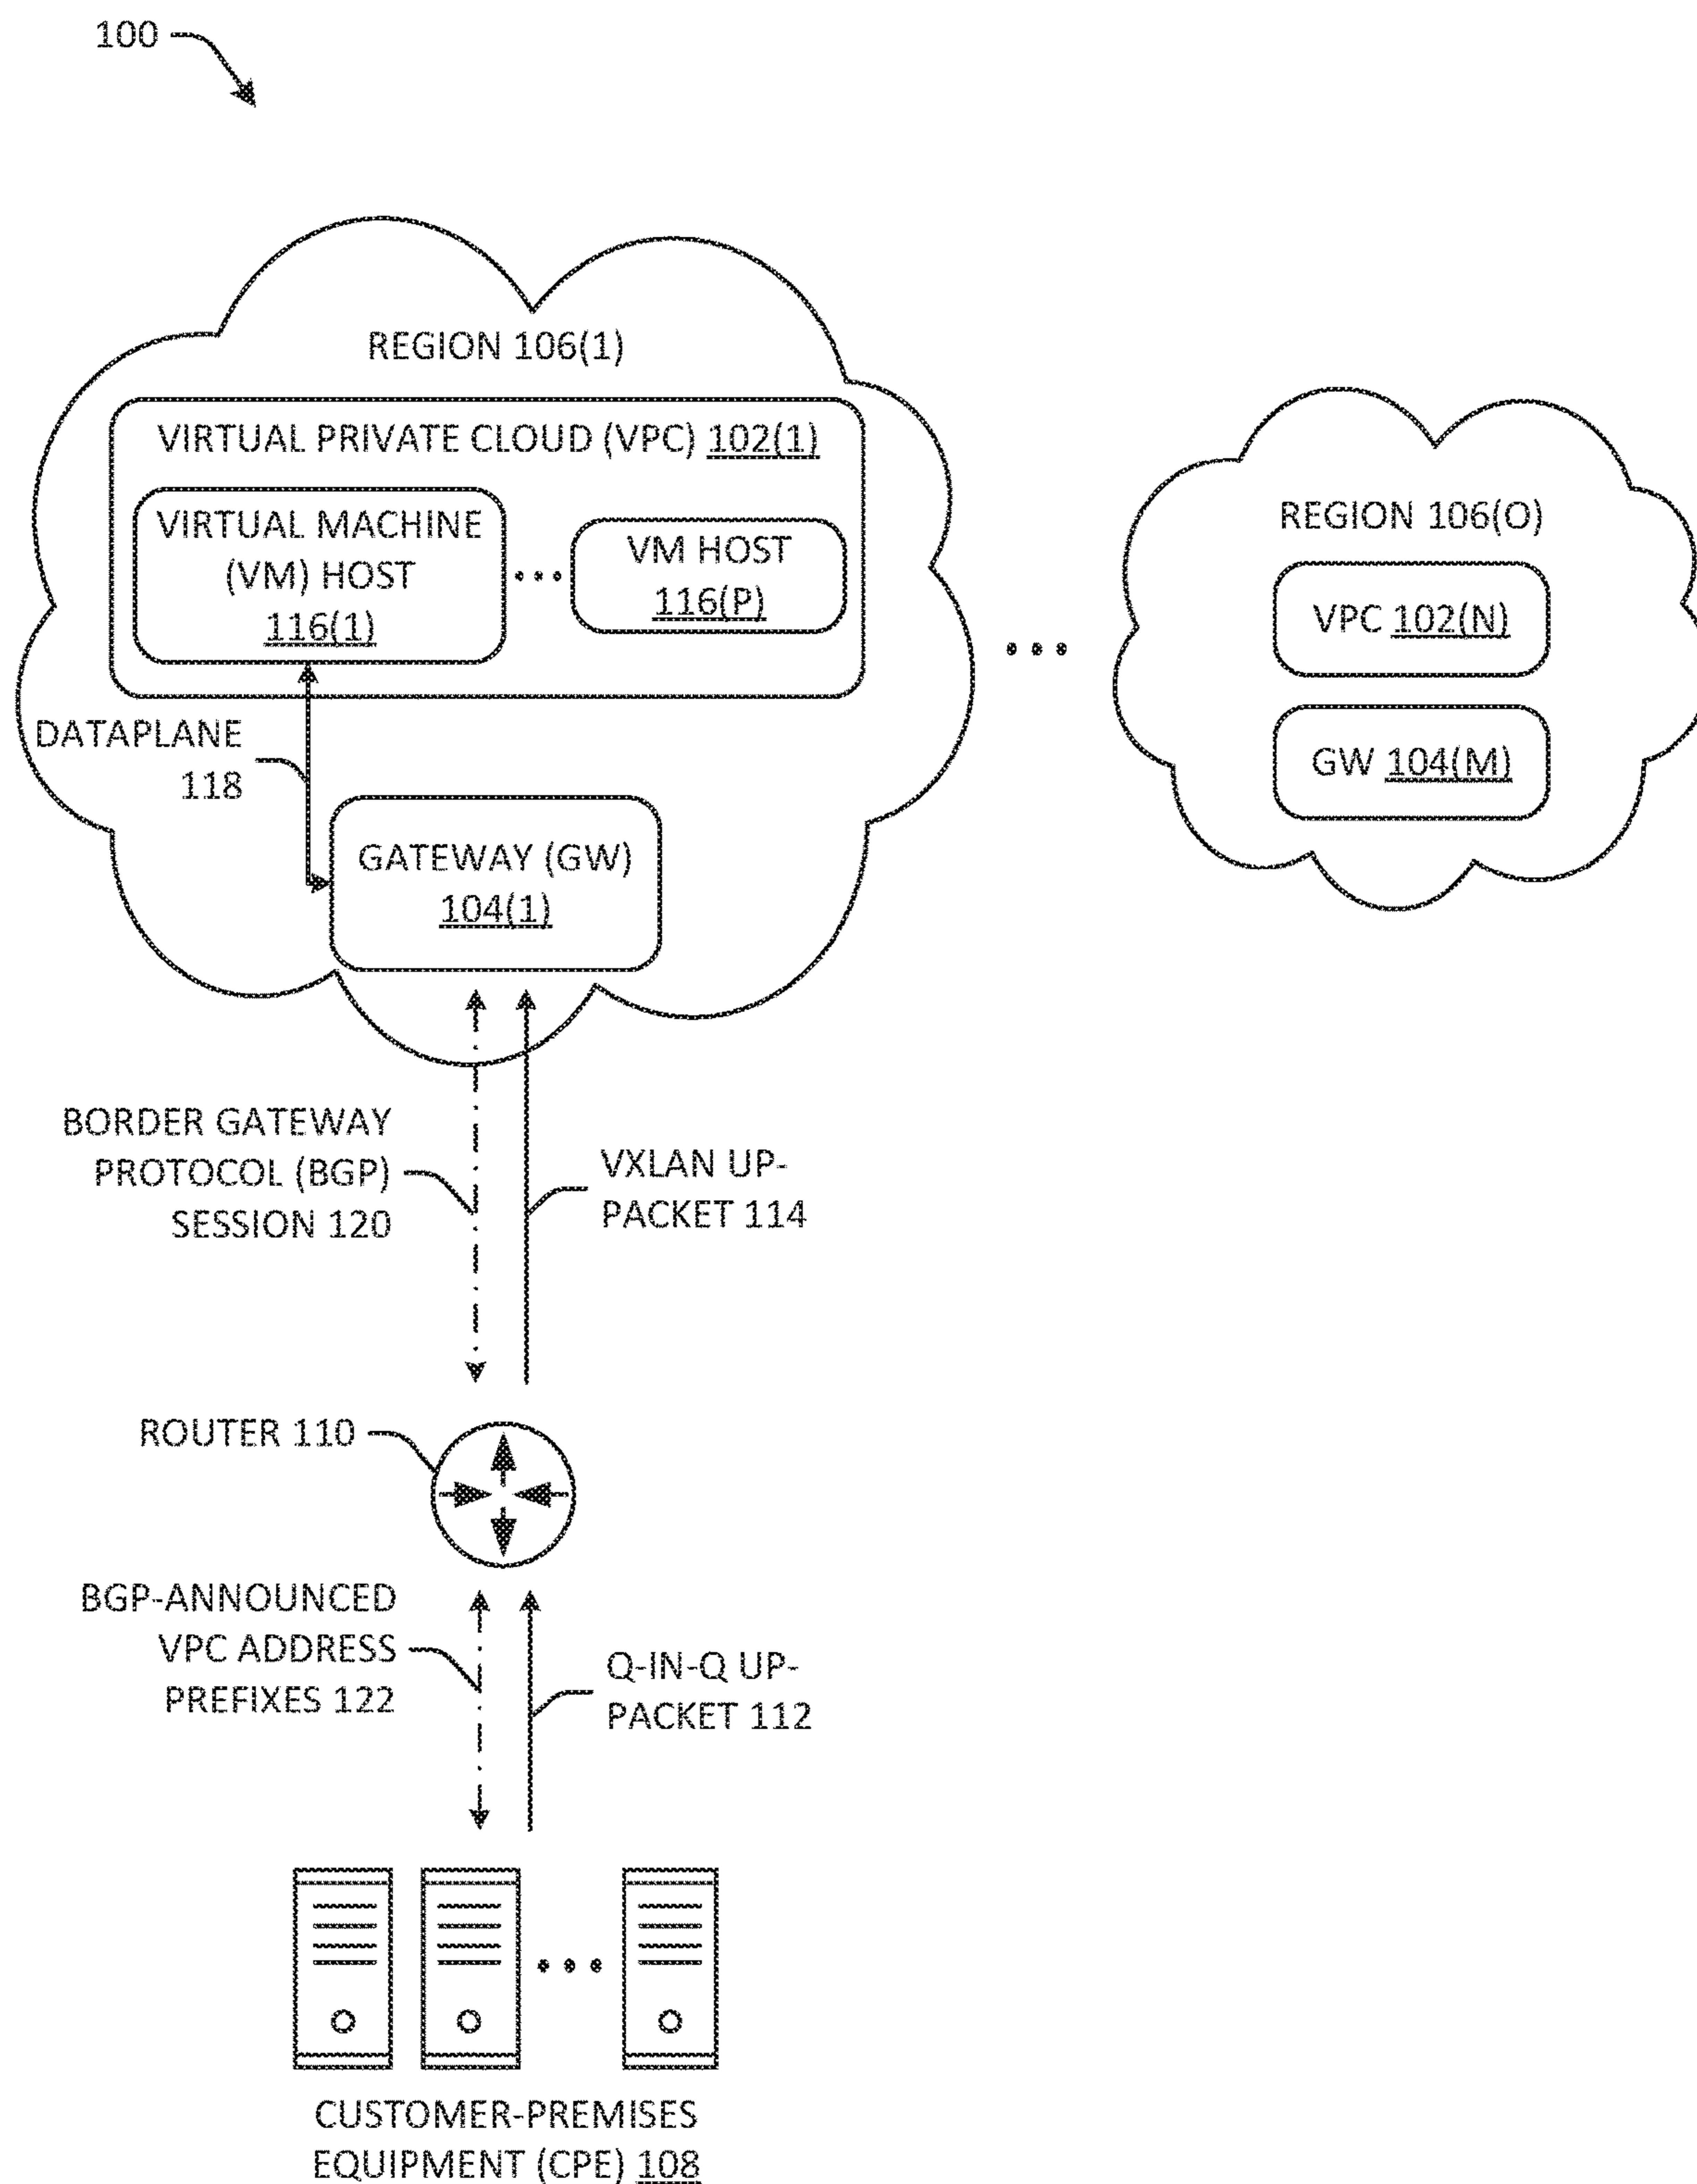 100
REGION 106(1)
VIRTUAL PRIVATE CLOUD (VPC) 102(1)
VIRTUAL MACHINE
(VM) HOST
116(1)
VM HOST
116(P)
REGION 106(O)
VPC 102(N)
GW 104(M)
DATAPLANE
118
GATEWAY (GW)
104(1)
BORDER GATEWAY
PROTOCOL (BGP)
SESSION 120
VXLAN UP-
PACKET 114
ROUTER 110
BGP-ANNOUNCED
VPC ADDRESS
PREFIXES 122
Q-IN-Q UP-
PACKET 112
CUSTOMER-PREMISES
EQUIPMENT (CPE) 108